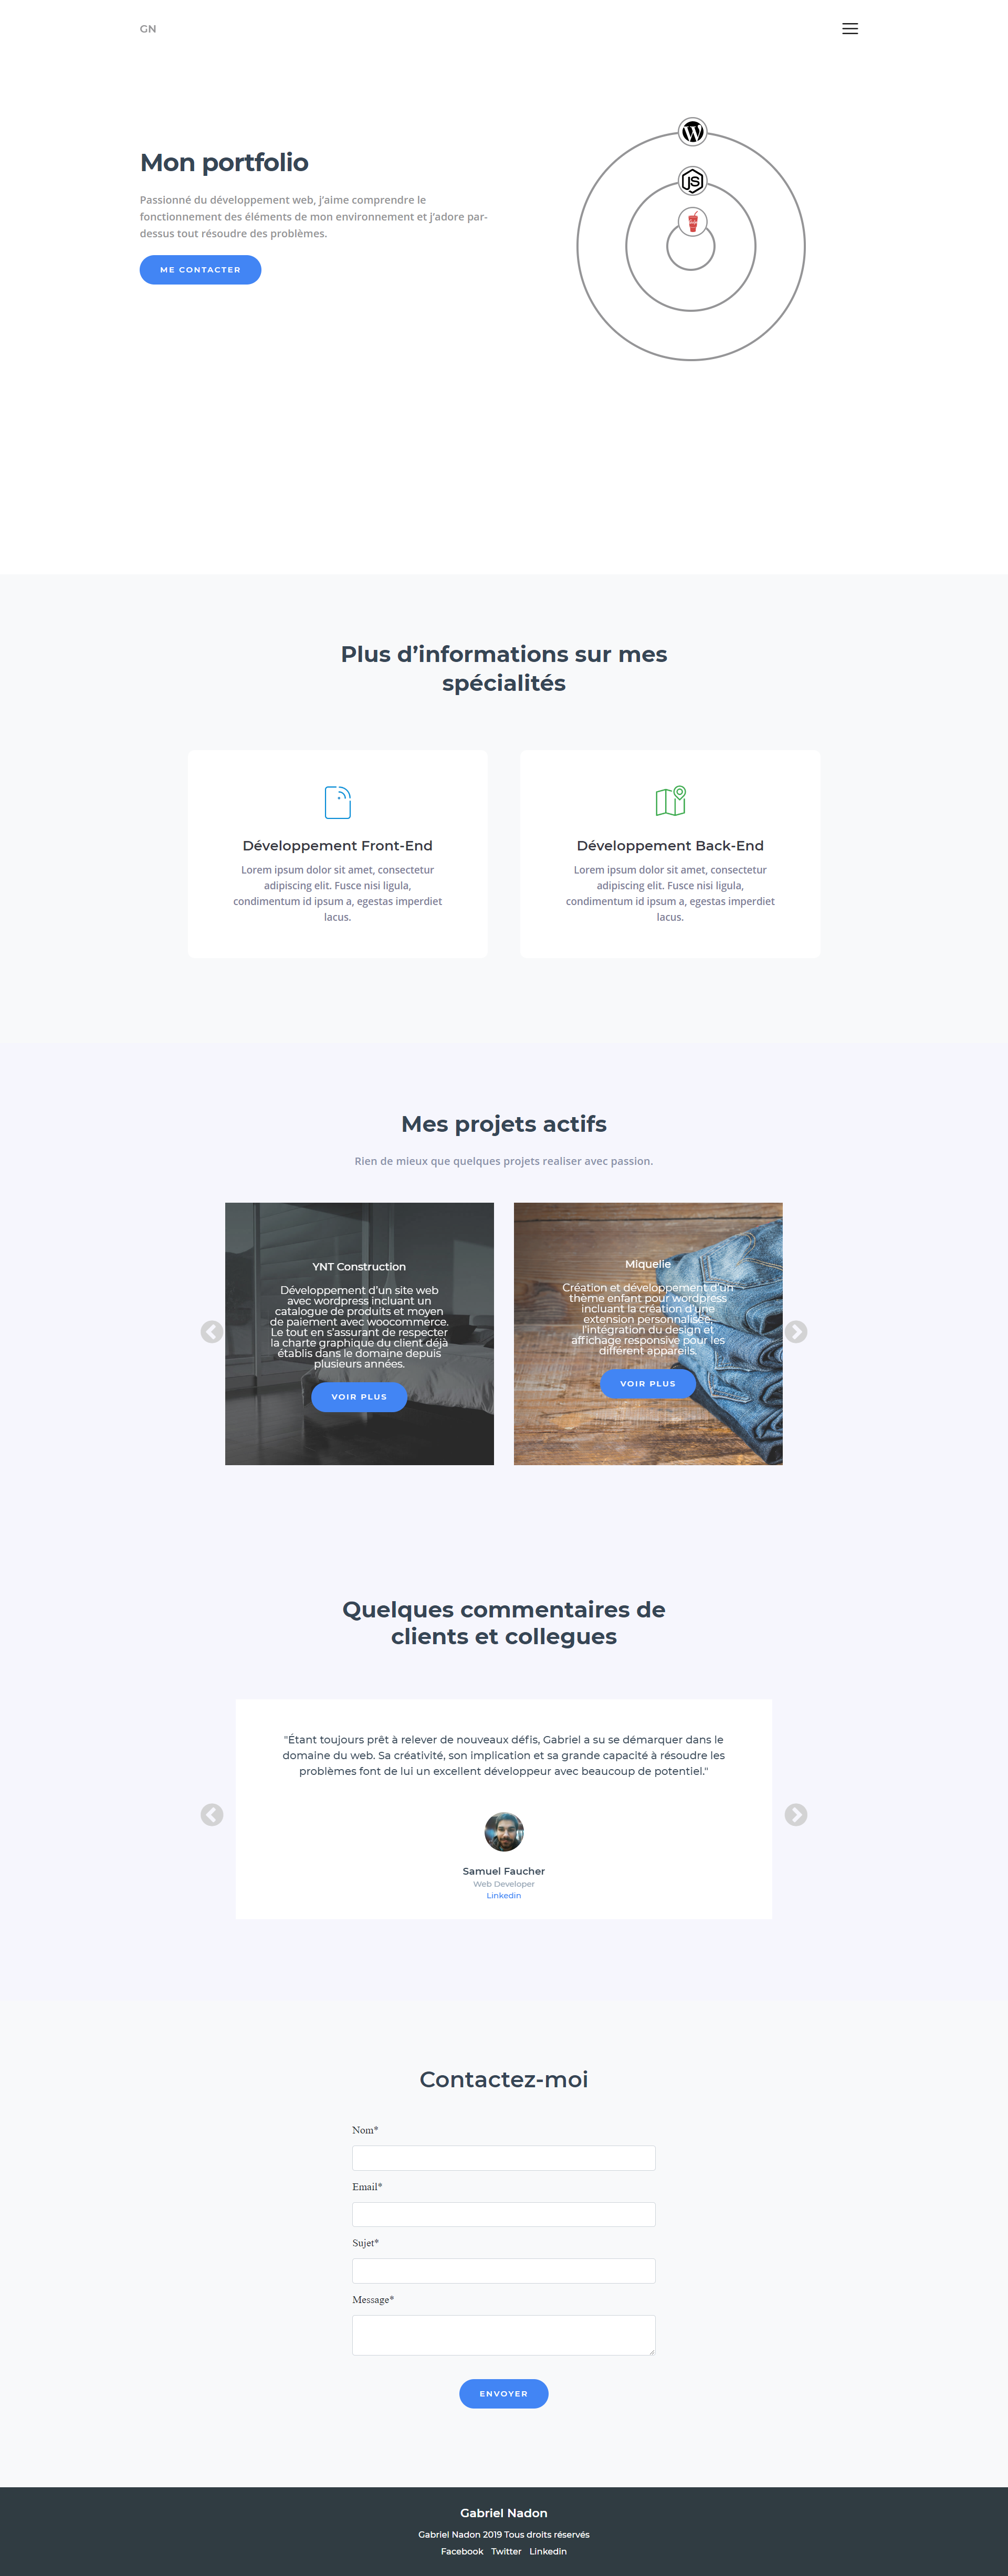 GN
Mon portfolio
Passionné du développement web, j’aime comprendre le
fonctionnement des éléments de mon environnement et j’adore par-
dessus tout résoudre des problèmes.
ME CONTACTER
JS
Plus d’informations sur mes
spécialités
Développement Front-End
Lorem ipsum dolor sit amet, consectetur
adipiscing elit. Fusce nisi ligula,
condimentum id ipsum a, egestas imperdiet
lacus.
Développement Back-End
Lorem ipsum dolor sit amet, consectetur
adipiscing elit. Fusce nisi ligula,
condimentum id ipsum a, egestas imperdiet
lacus.
Mes projets actifs
Rien de mieux que quelques projets realiser avec passion.
YNT Construction
Développement d’un site web
avec wordpress incluant un
catalogue de produits et moyen
de paiement avec woocommerce.
Le tout en s’assurant de respecter
la charte graphique du client déjà
établis dans le domaine depuis
plusieurs années.
VOIR PLUS
Miquelie
Création et développement d’un
thème enfant pour wordpress
incluant la création d’une
extension personnalisée,
l’intégration du design et
affichage responsive pour les
différent appareils.
VOIR PLUS
Quelques commentaires de
clients et collegues
"Étant toujours prêt à relever de nouveaux défis, Gabriel a su se démarquer dans le
domaine du web. Sa créativité, son implication et sa grande capacité à résoudre les
problèmes font de lui un excellent développeur avec beaucoup de potentiel."
Samuel Faucher
Web Developer
Linkedin
Contactez-moi
Nom*
Email*
Sujet*
Message*
ENVOYER
Gabriel Nadon
Gabriel Nadon 2019 Tous droits réservés
Facebook Twitter Linkedin